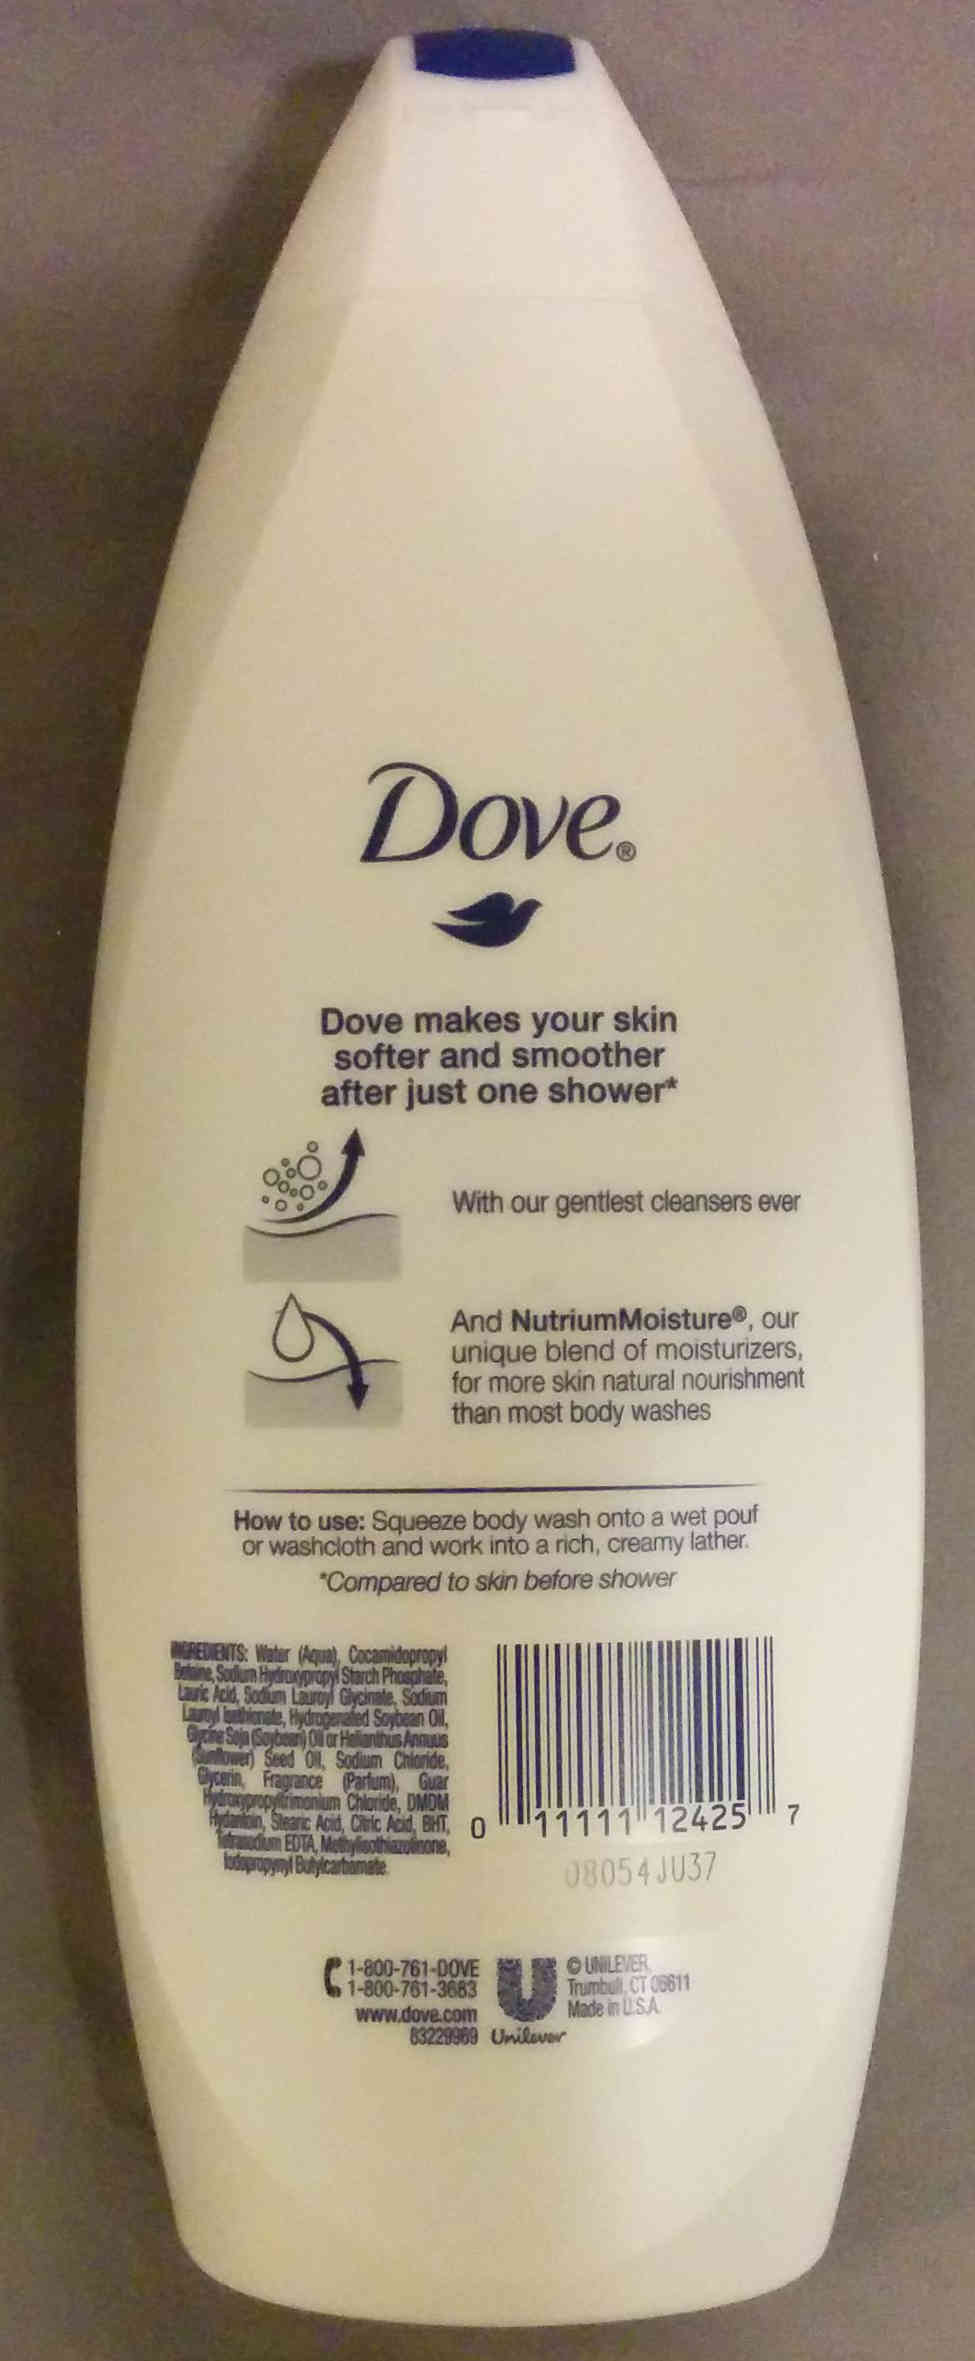 Dove®
Dove makes your skin
softer and smoother
after just one shower*
With our gentlest cleansers ever
And NutriumMoisture®, our
unique blend of moisturizers,
for more skin natural nourishment
than most body washes
How to use: Squeeze body wash onto a wet pouf
or washcloth and work into a rich, creamy lather.
*Compared to skin before shower
INGREDIENTS: Water (Aqua), Cocamidopropyl
Betaine, Sodium Hydroxypropyl Starch Phosphate,
Lauric Acid, Sodium Lauroyl Glycinate, Sodium
Lauroyl Isethionate, Hydrogenated Soybean Oil,
Glycine Soja (Soybean) Oil or Helianthus Annuus
(Sunflower) Seed Oil, Sodium Chloride,
Glycerin, Fragrance (Parfum), Guar
Hydroxypropyltrimonium Chloride, DMDM
Hydantoin, Stearic Acid, Citric Acid, BHT,
Tetrasodium EDTA, Methylisothiazolinone,
Iodopropynyl Butylcarbamate.
0 11111 12425 7
08054JU37
1-800-761-DOVE
1-800-761-3683
www.dove.com
83229969
Unilever
© UNILEVER,
Trumbull, CT 06611
Made in U.S.A.